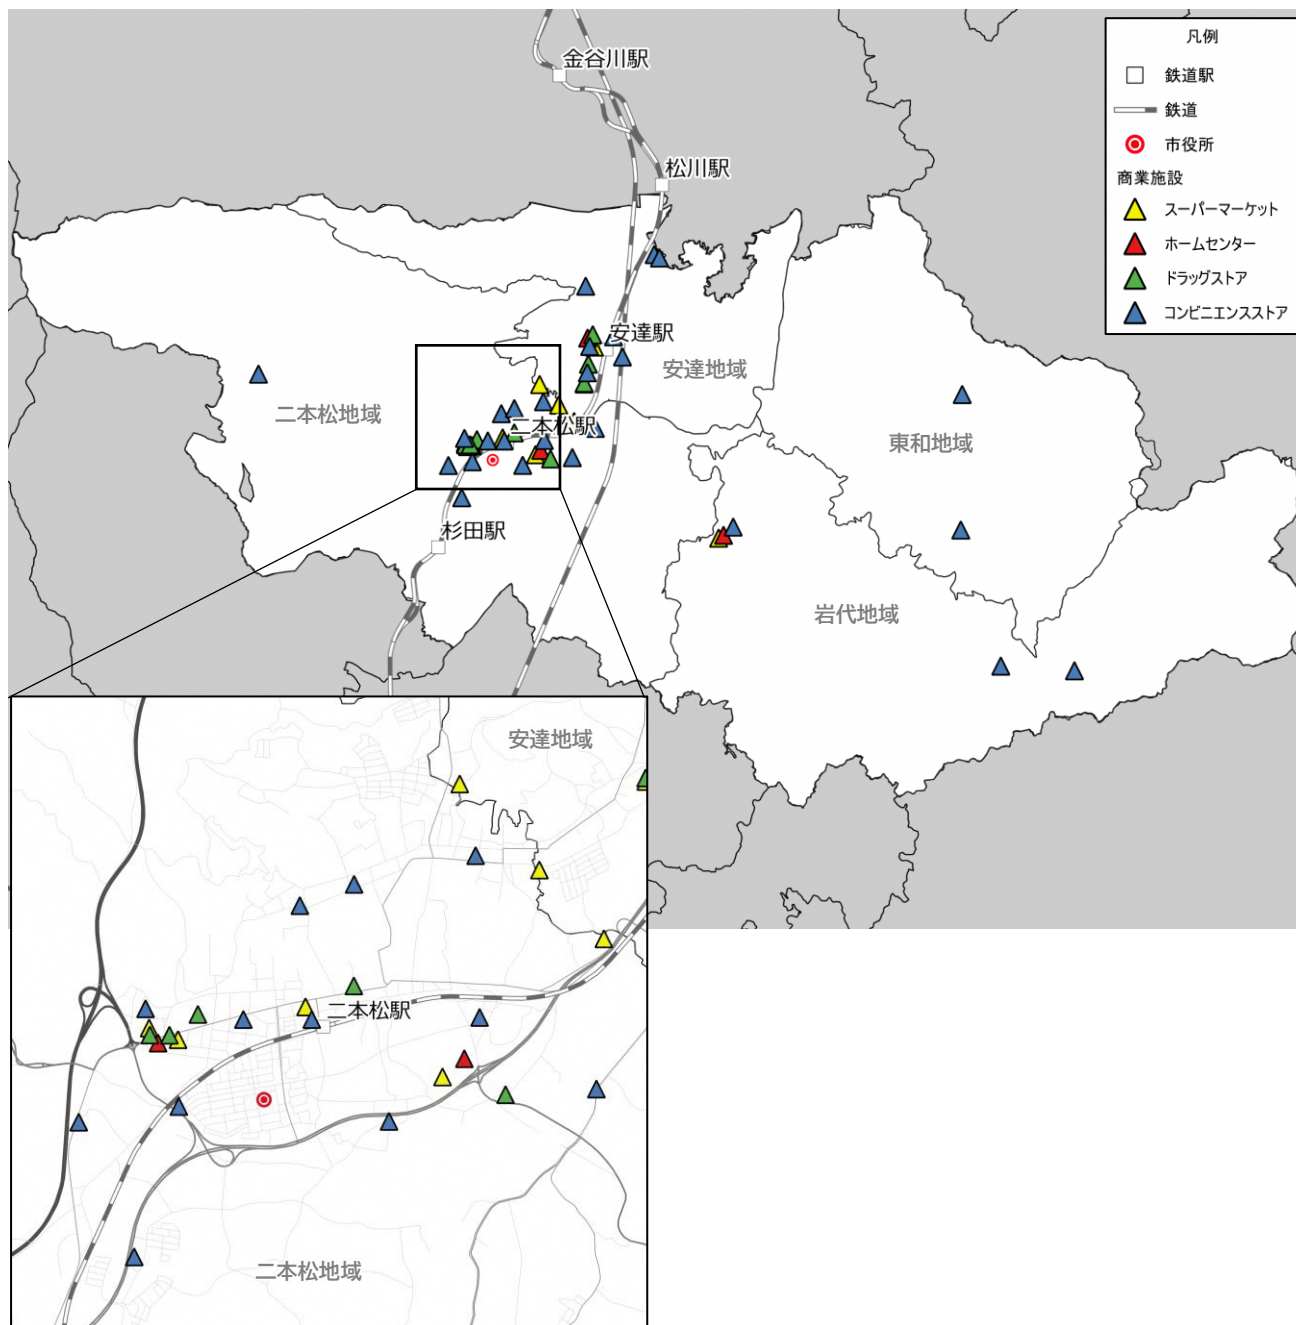 金谷川駅
松川駅
凡例
鉄道駅
鉄道
市役所
商業施設
スーパーマーケット
ホームセンター
ドラッグストア
コンビニエンスストア
安達駅
安達地域
二本松地域
二本松駅
東和地域
杉田駅
岩代地域
安達地域
二本松駅
二本松地域